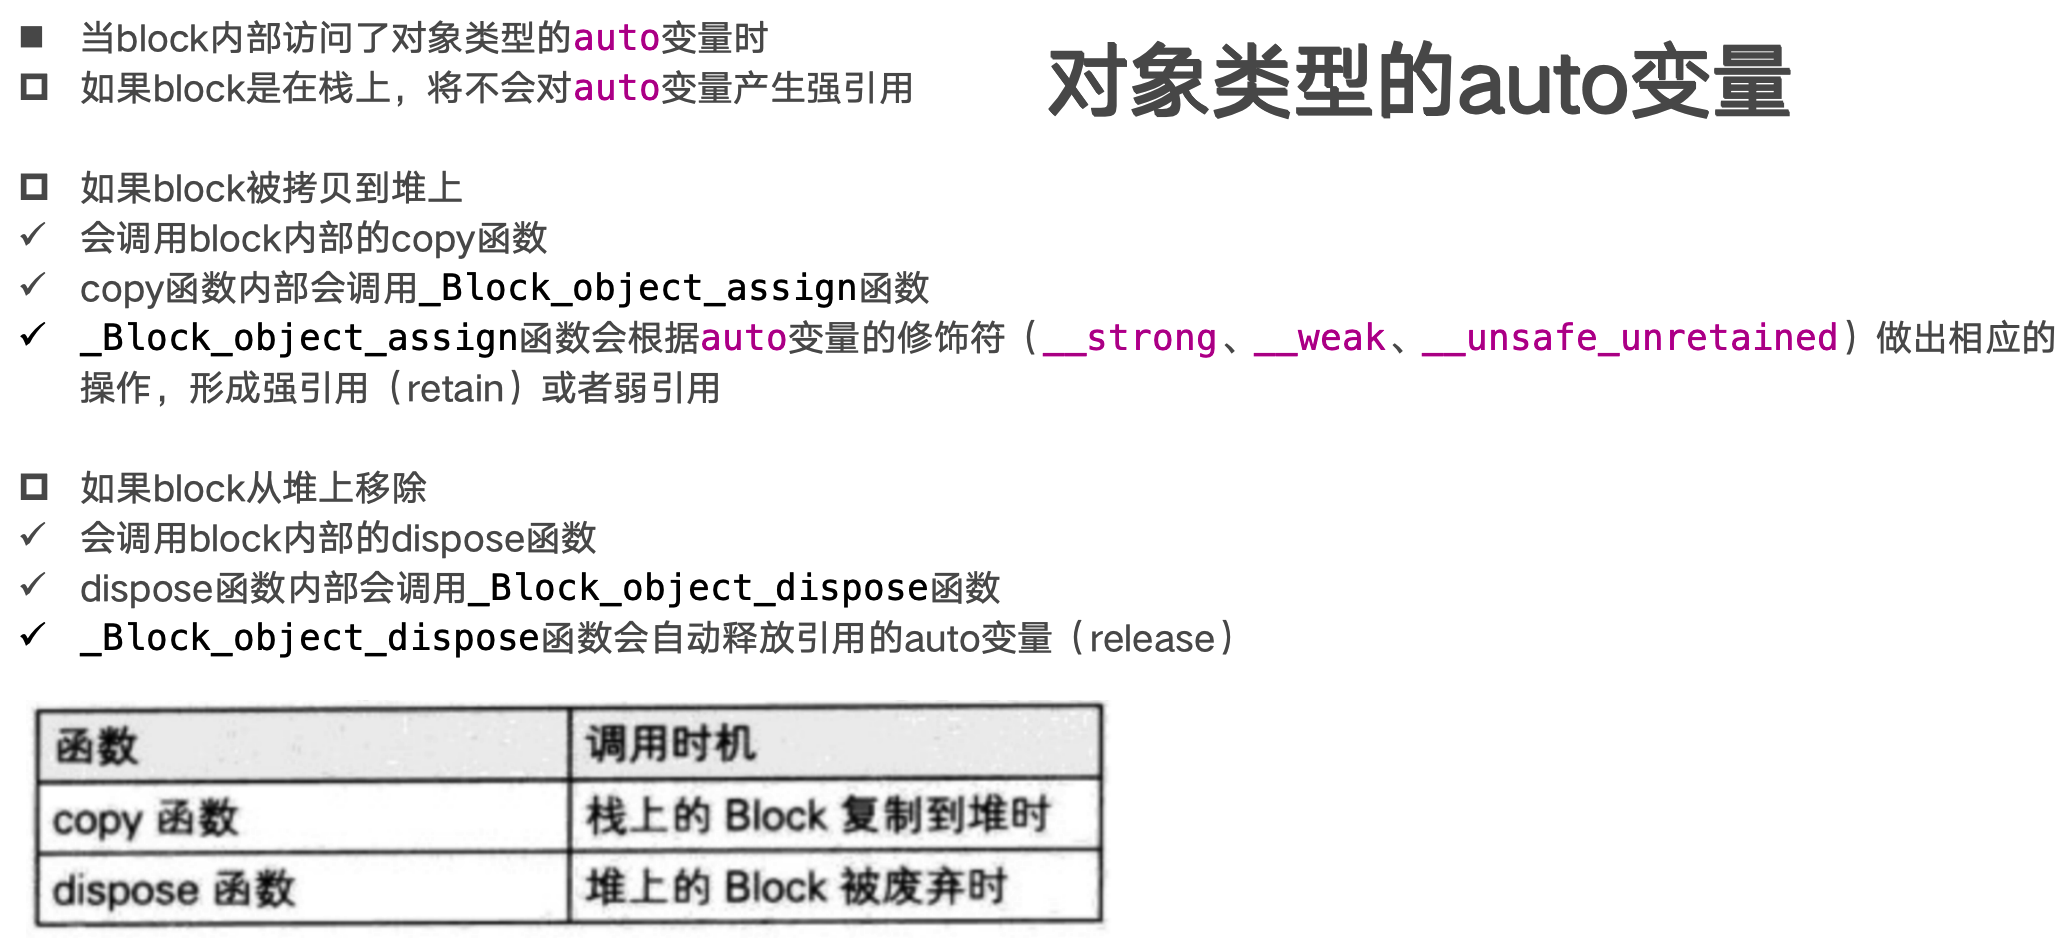 对象类型的auto变量
当block内部访问了对象类型的auto变量时
如果block是在栈上，将不会对auto变量产生强引用
如果block被拷贝到堆上
会调用block内部的copy函数
copy函数内部会调用_Block_object_assign函数
_Block_object_assign函数会根据auto变量的修饰符（__strong、__weak、__unsafe_unretained）做出相应的
操作，形成强引用（retain）或者弱引用
如果block从堆上移除
会调用block内部的dispose函数
dispose函数内部会调用_Block_object_dispose函数
_Block_object_dispose函数会自动释放引用的auto变量（release）
函数 调用时机
copy 函数 栈上的 Block 复制到堆时
dispose 函数 堆上的 Block 被废弃时